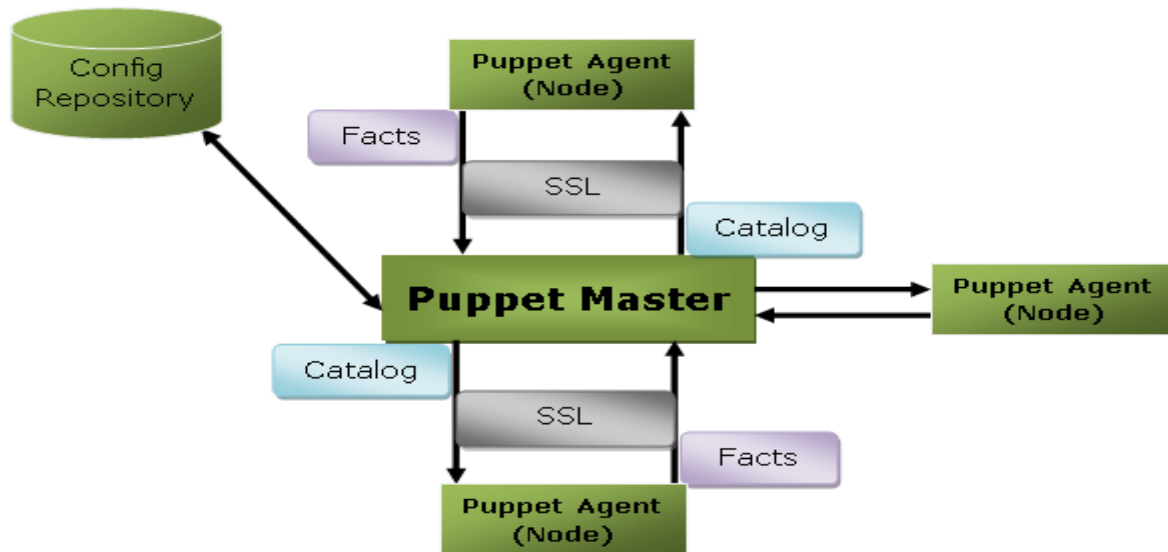 Config
Repository
Puppet Agent
(Node)
Facts
SSL
Catalog
Puppet Master
Puppet Agent
(Node)
Catalog
SSL
Facts
Puppet Agent
(Node)